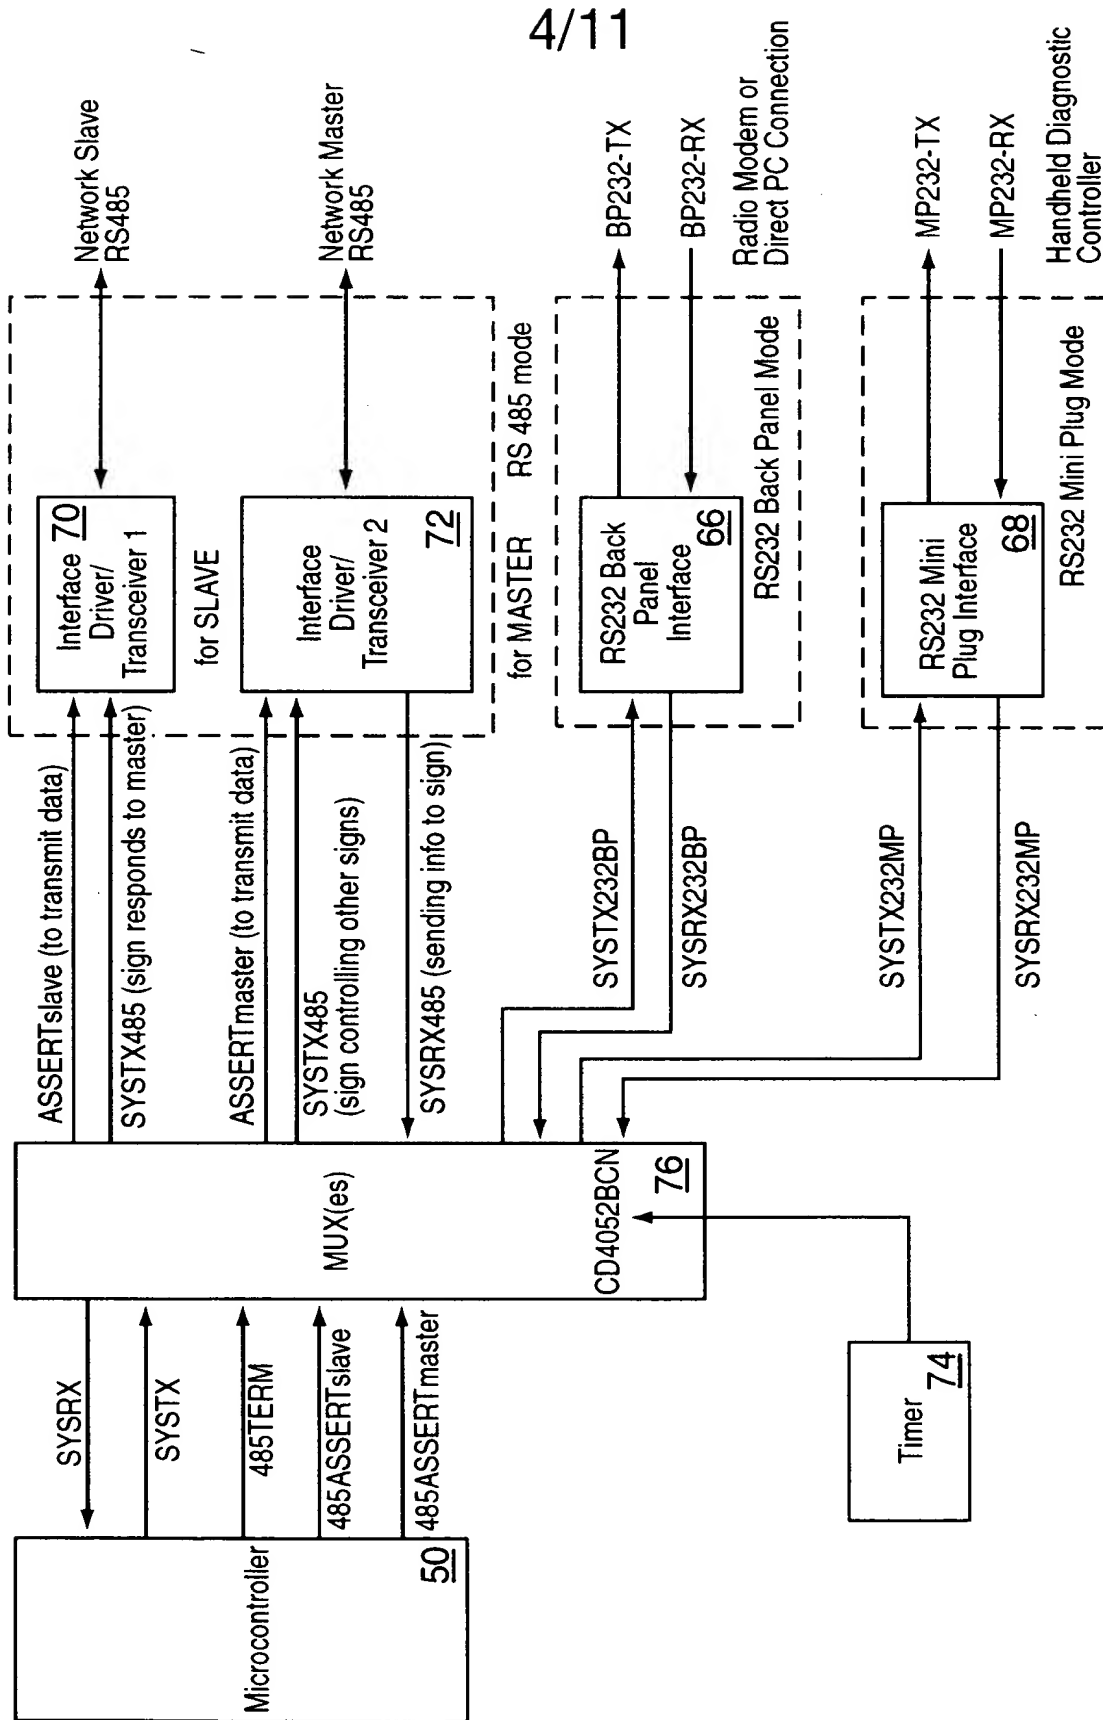 4/11
Microcontroller
50
SYSRX
SYSTX
485TERM
485ASSERTslave
485ASSERTmaster
MUX(es)
CD4052BCN
76
Timer
74
ASSERTslave (to transmit data)
SYSTX485 (sign responds to master)
ASSERTmaster (to transmit data)
SYSTX485
(sign controlling other signs)
SYSRX485 (sending info to sign)
SYSTX232BP
SYSRX232BP
SYSTX232MP
SYSRX232MP
Interface
Driver/
Transceiver 1
70
for SLAVE
Interface
Driver/
Transceiver 2
72
for MASTER
RS 485 mode
RS232 Back
Panel
Interface
66
RS232 Back Panel Mode
RS232 Mini
Plug Interface
68
RS232 Mini Plug Mode
Network Slave
RS485
Network Master
RS485
BP232-TX
BP232-RX
Radio Modem or
Direct PC Connection
MP232-TX
MP232-RX
Handheld Diagnostic
Controller